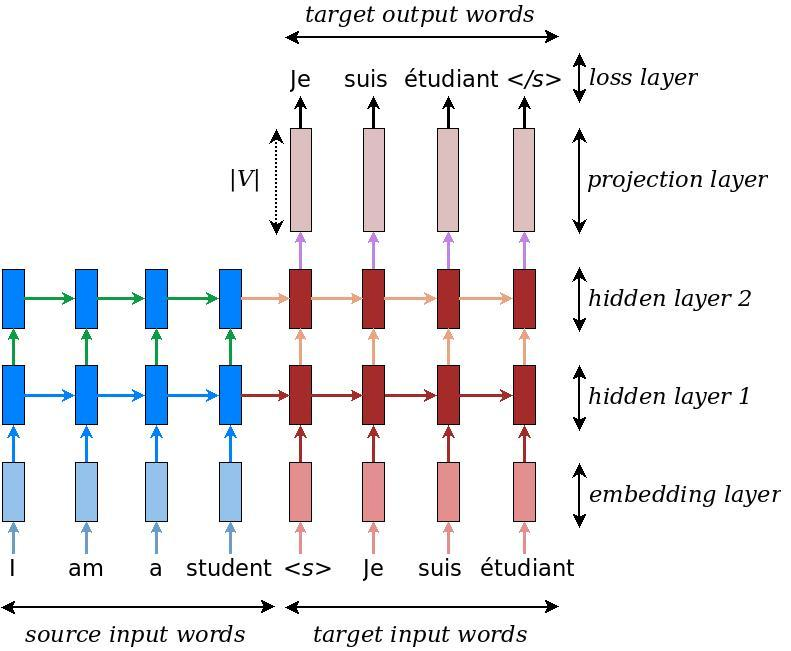 target output words
Je suis étudiant </s> loss layer
|V| projection layer
hidden layer 2
hidden layer 1
embedding layer
I am a student <s> Je suis étudiant
source input words target input words